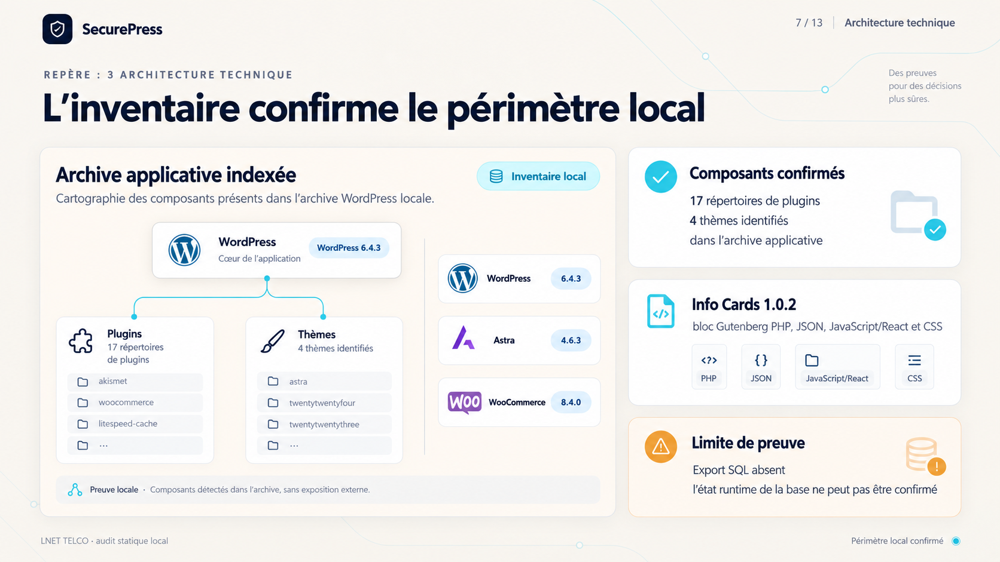 SecurePress
7 / 13
Architecture technique
REPÈRE : 3 ARCHITECTURE TECHNIQUE
L’inventaire confirme le périmètre local
Des preuves
pour des décisions
plus sûres.
Archive applicative indexée
Inventaire local
Cartographie des composants présents dans l’archive WordPress locale.
WordPress
Cœur de l’application
WordPress 6.4.3
Plugins
17 répertoires
de plugins
akismet
woocommerce
litespeed-cache
...
Thèmes
4 thèmes identifiés
astra
twentytwentyfour
twentytwentythree
...
WordPress
6.4.3
Astra
4.6.3
WOO
WooCommerce
8.4.0
Preuve locale · Composants détectés dans l’archive, sans exposition externe.
Composants confirmés
17 répertoires de plugins
4 thèmes identifiés
dans l’archive applicative
Info Cards 1.0.2
bloc Gutenberg PHP, JSON, JavaScript/React et CSS
PHP
JSON
JavaScript/React
CSS
Limite de preuve
Export SQL absent
l’état runtime de la base ne peut pas être confirmé
LNET TELCO · audit statique local
Périmètre local confirmé